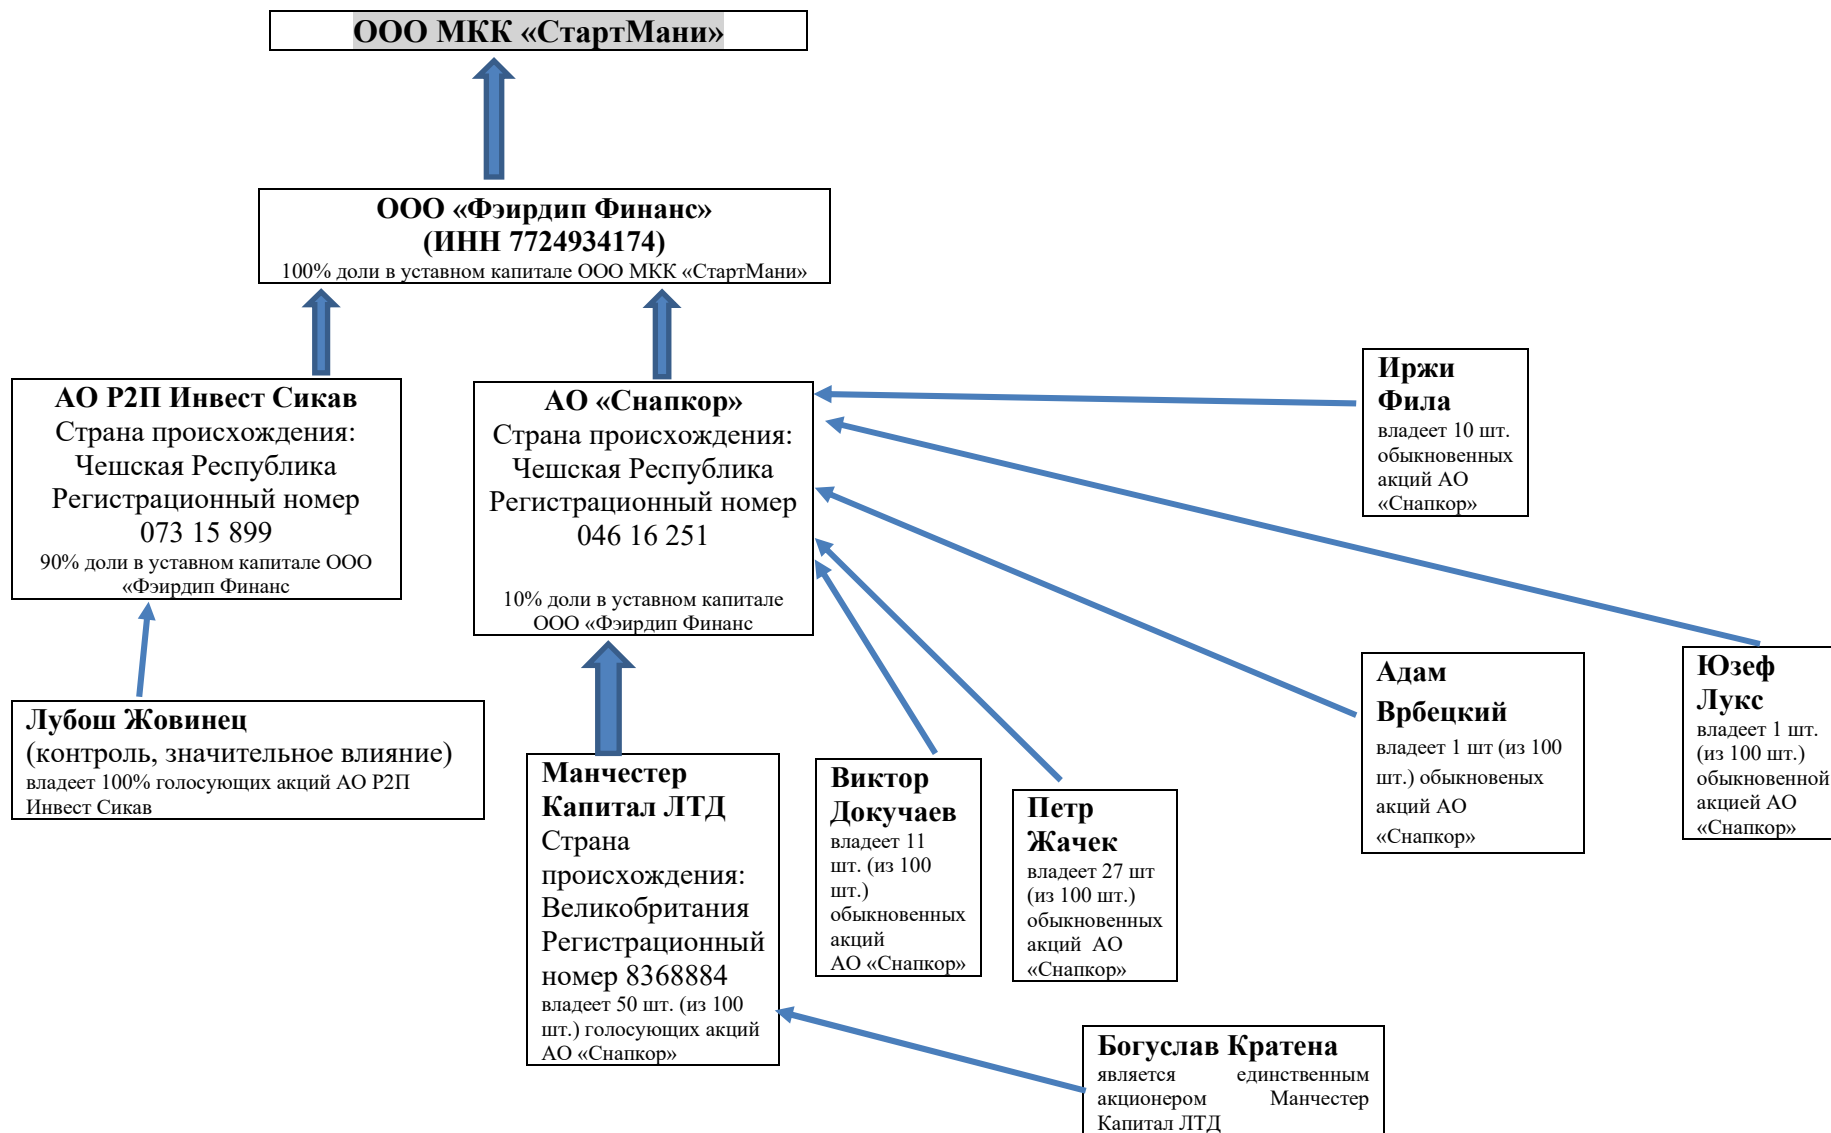 ООО МКК «СтартМани»
ООО «Фэирдип Финанс»
(ИНН 7724934174)
100% доли в уставном капитале ООО МКК «СтартМани»
АО Р2П Инвест Сикав
Страна происхождения:
Чешская Республика
Регистрационный номер
073 15 899
90% доли в уставном капитале ООО
«Фэирдип Финанс
АО «Снапкор»
Страна происхождения:
Чешская Республика
Регистрационный номер
046 16 251
10% доли в уставном капитале
ООО «Фэирдип Финанс
Иржи
Фила
владеет 10 шт.
обыкновенных
акций АО
«Снапкор»
Адам
Врбецкий
владеет 1 шт (из 100
шт.) обыкновеных
акций АО
«Снапкор»
Юзеф
Лукс
владеет 1 шт.
(из 100 шт.)
обыкновенной
акцией АО
«Снапкор»
Лубош Жовинец
(контроль, значительное влияние)
владеет 100% голосующих акций АО Р2П
Инвест Сикав
Манчестер
Капитал ЛТД
Страна
происхождения:
Великобритания
Регистрационный
номер 8368884
владеет 50 шт. (из 100
шт.) голосующих акций
АО «Снапкор»
Виктор
Докучаев
владеет 11
шт. (из 100
шт.)
обыкновенных
акций
АО «Снапкор»
Петр
Жачек
владеет 27 шт
(из 100 шт.)
обыкновенных
акций АО
«Снапкор»
Богуслав Кратена
является единственным
акционером Манчестер
Капитал ЛТД